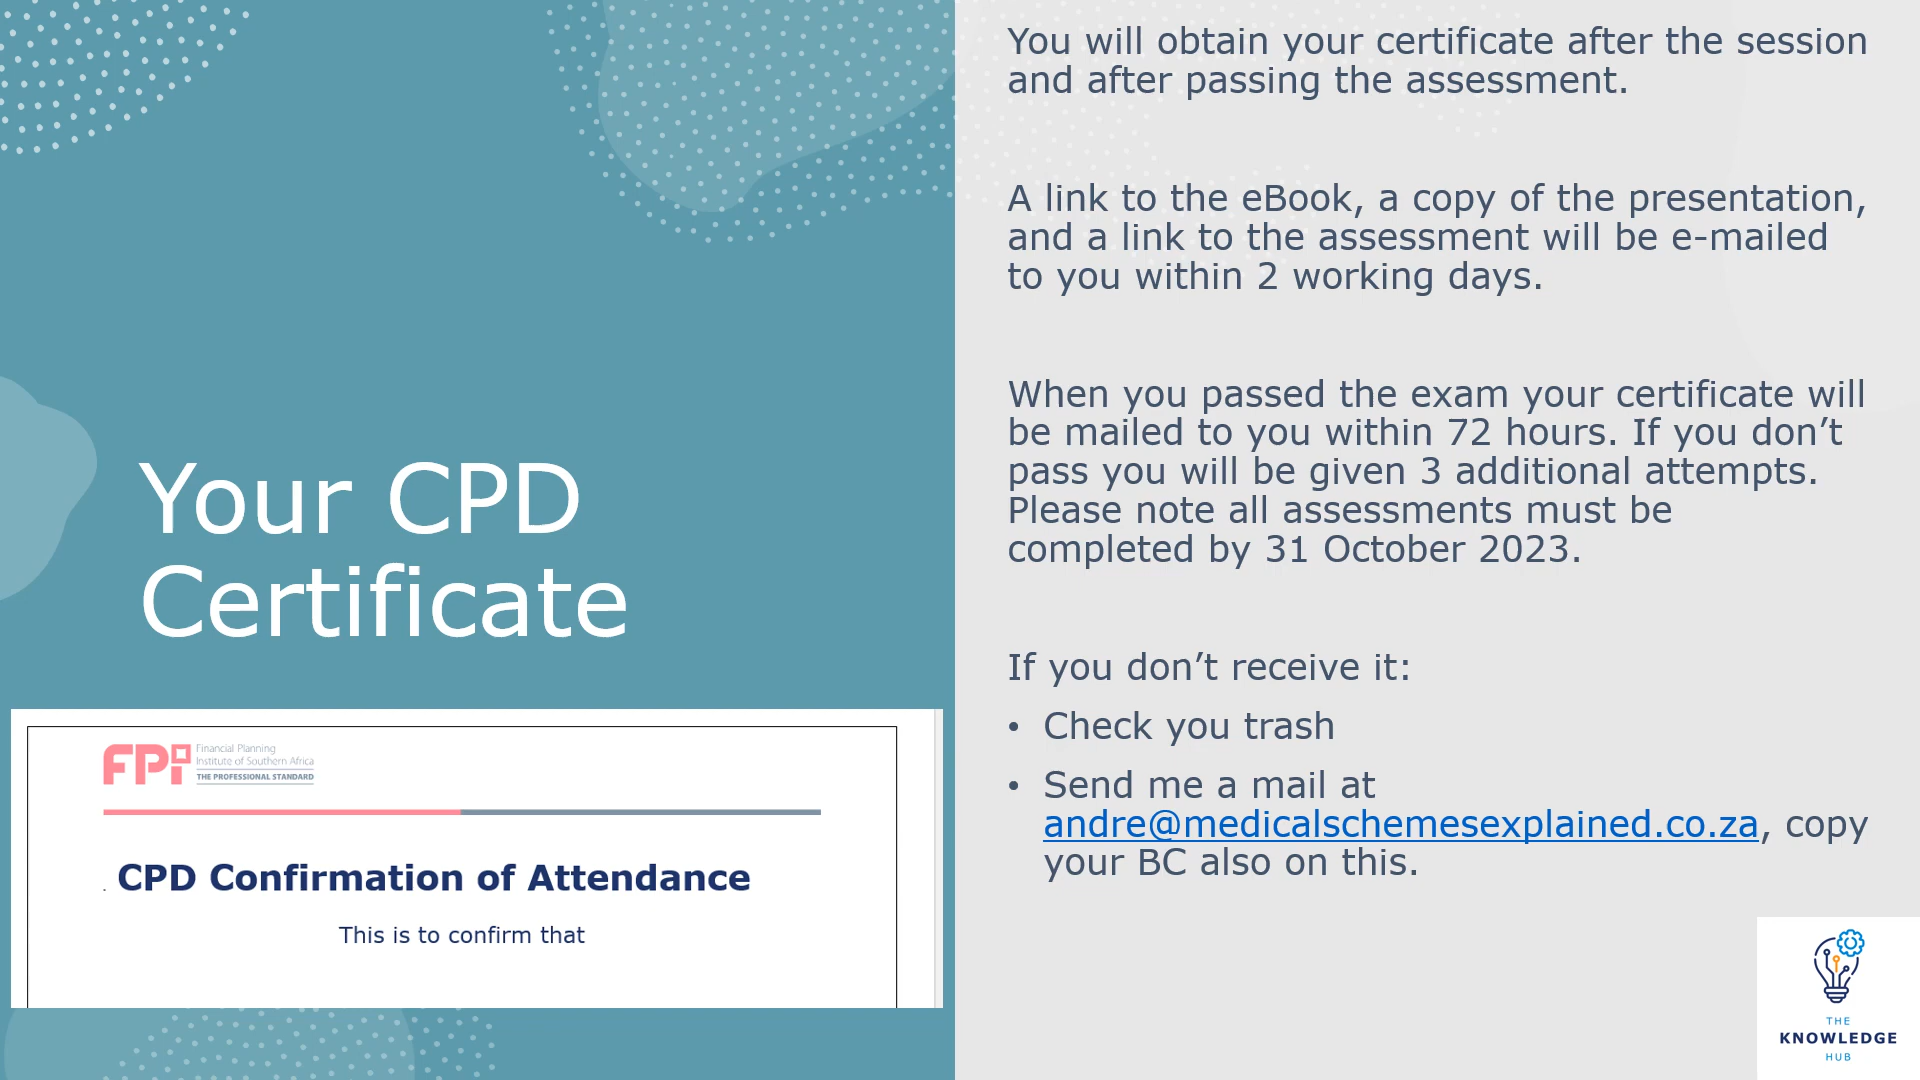 Your CPD
Certificate
FPi
Financial Planning
Institute of Southern Africa
THE PROFESSIONAL STANDARD
. CPD Confirmation of Attendance
This is to confirm that
You will obtain your certificate after the session
and after passing the assessment.
A link to the eBook, a copy of the presentation,
and a link to the assessment will be e-mailed
to you within 2 working days.
When you passed the exam your certificate will
be mailed to you within 72 hours. If you don’t
pass you will be given 3 additional attempts.
Please note all assessments must be
completed by 31 October 2023.
If you don’t receive it:
• Check you trash
• Send me a mail at
andre@medicalschemesexplained.co.za, copy
your BC also on this.
THE
KNOWLEDGE
HUB